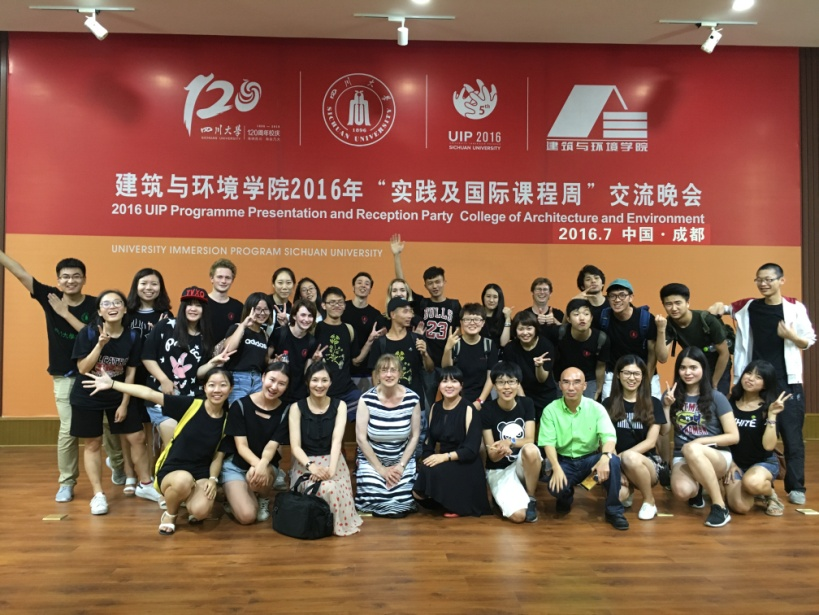 120
四川大学
120周年校庆
四川大学
SICHUAN UNIVERSITY
1896
5th
UIP 2016
SICHUAN UNIVERSITY
建筑与环境学院
建筑与环境学院2016年“实践及国际课程周”交流晚会
2016 UIP Programme Presentation and Reception Party College of Architecture and Environment
2016.7 中国·成都
UNIVERSITY IMMERSION PROGRAM SICHUAN UNIVERSITY
BULLS
23
adidas
WHITE